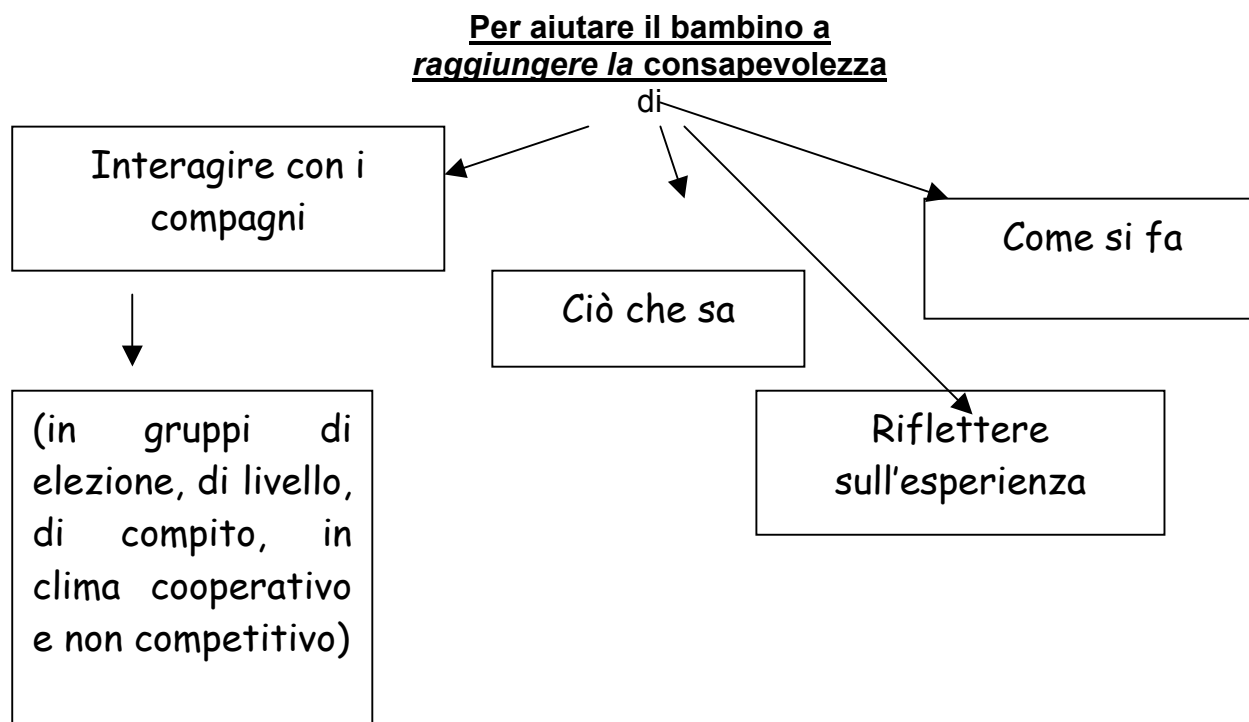 Per aiutare il bambino a
raggiungere la consapevolezza
di
Interagire con i
compagni
Come si fa
Ciò che sa
(in gruppi di
elezione, di livello,
di compito, in
clima cooperativo
e non competitivo)
Riflettere
sull'esperienza